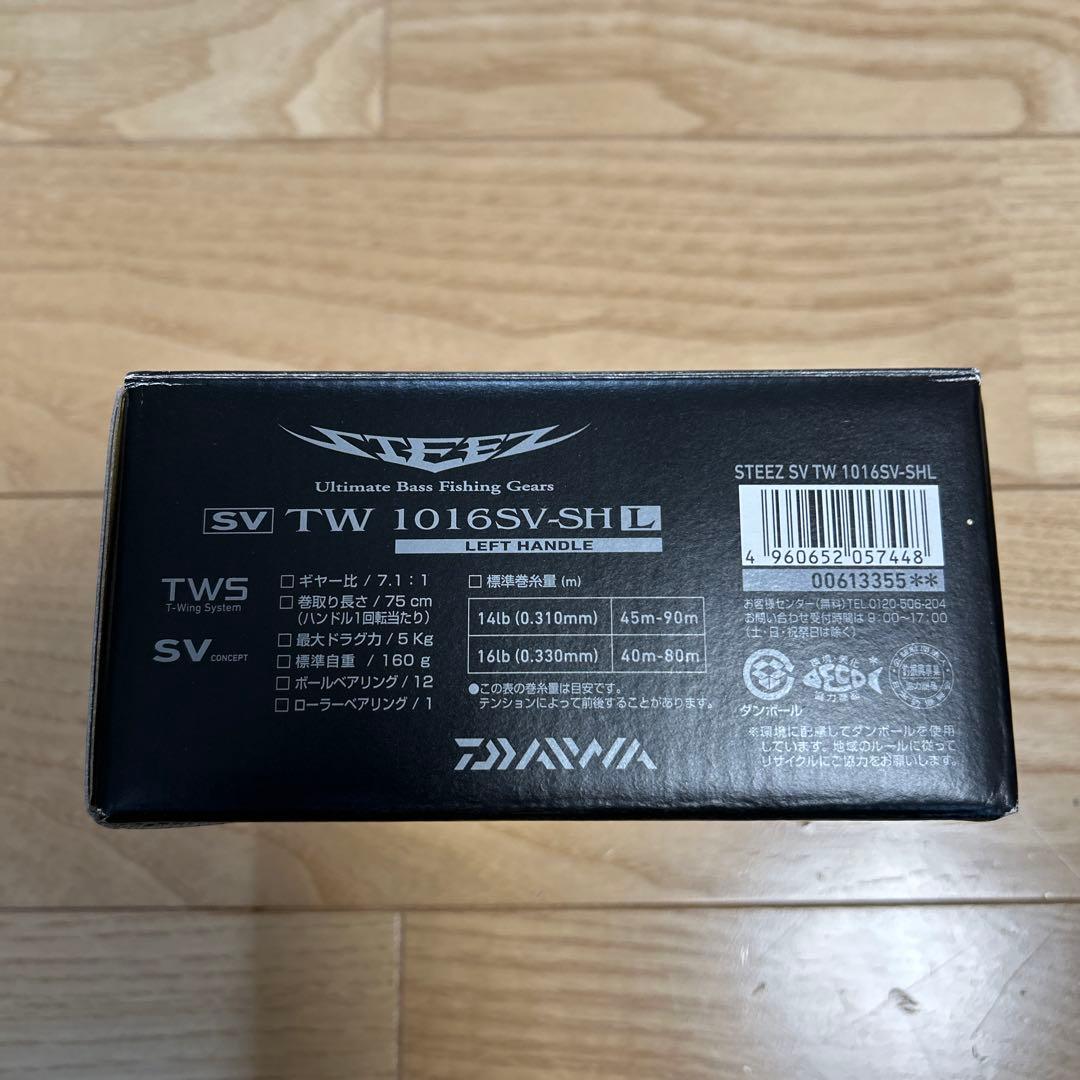 STEEZ
Ultimate Bass Fishing Gears
SV TW 1016SV-SH L
LEFT HANDLE
TWS
T-Wing System
SV CONCEPT
□ ギヤー比 / 7.1:1
□ 巻取り長さ / 75 cm
(ハンドル1回転当たり)
□ 最大ドラグ力 / 5 Kg
□ 標準自重 / 160 g
□ ボールベアリング / 12
□ ローラーベアリング / 1
□ 標準巻糸量 (m)
14lb (0.310mm) 45m-90m
16lb (0.330mm) 40m-80m
●この表の巻糸量は目安です。
テンションによって前後することがあります。
DAIWA
STEEZ SV TW 1016SV-SHL
4 960652 057448
00613355**
お客様センター(無料)TEL.0120-506-204
お問い合わせ受付時間は 9:00〜17:00
(土・日・祝祭日は除く)
ECO
ダンボール
※環境に配慮してダンボールを使用
しています。地域のルールに従って
リサイクルにご協力をお願いします。